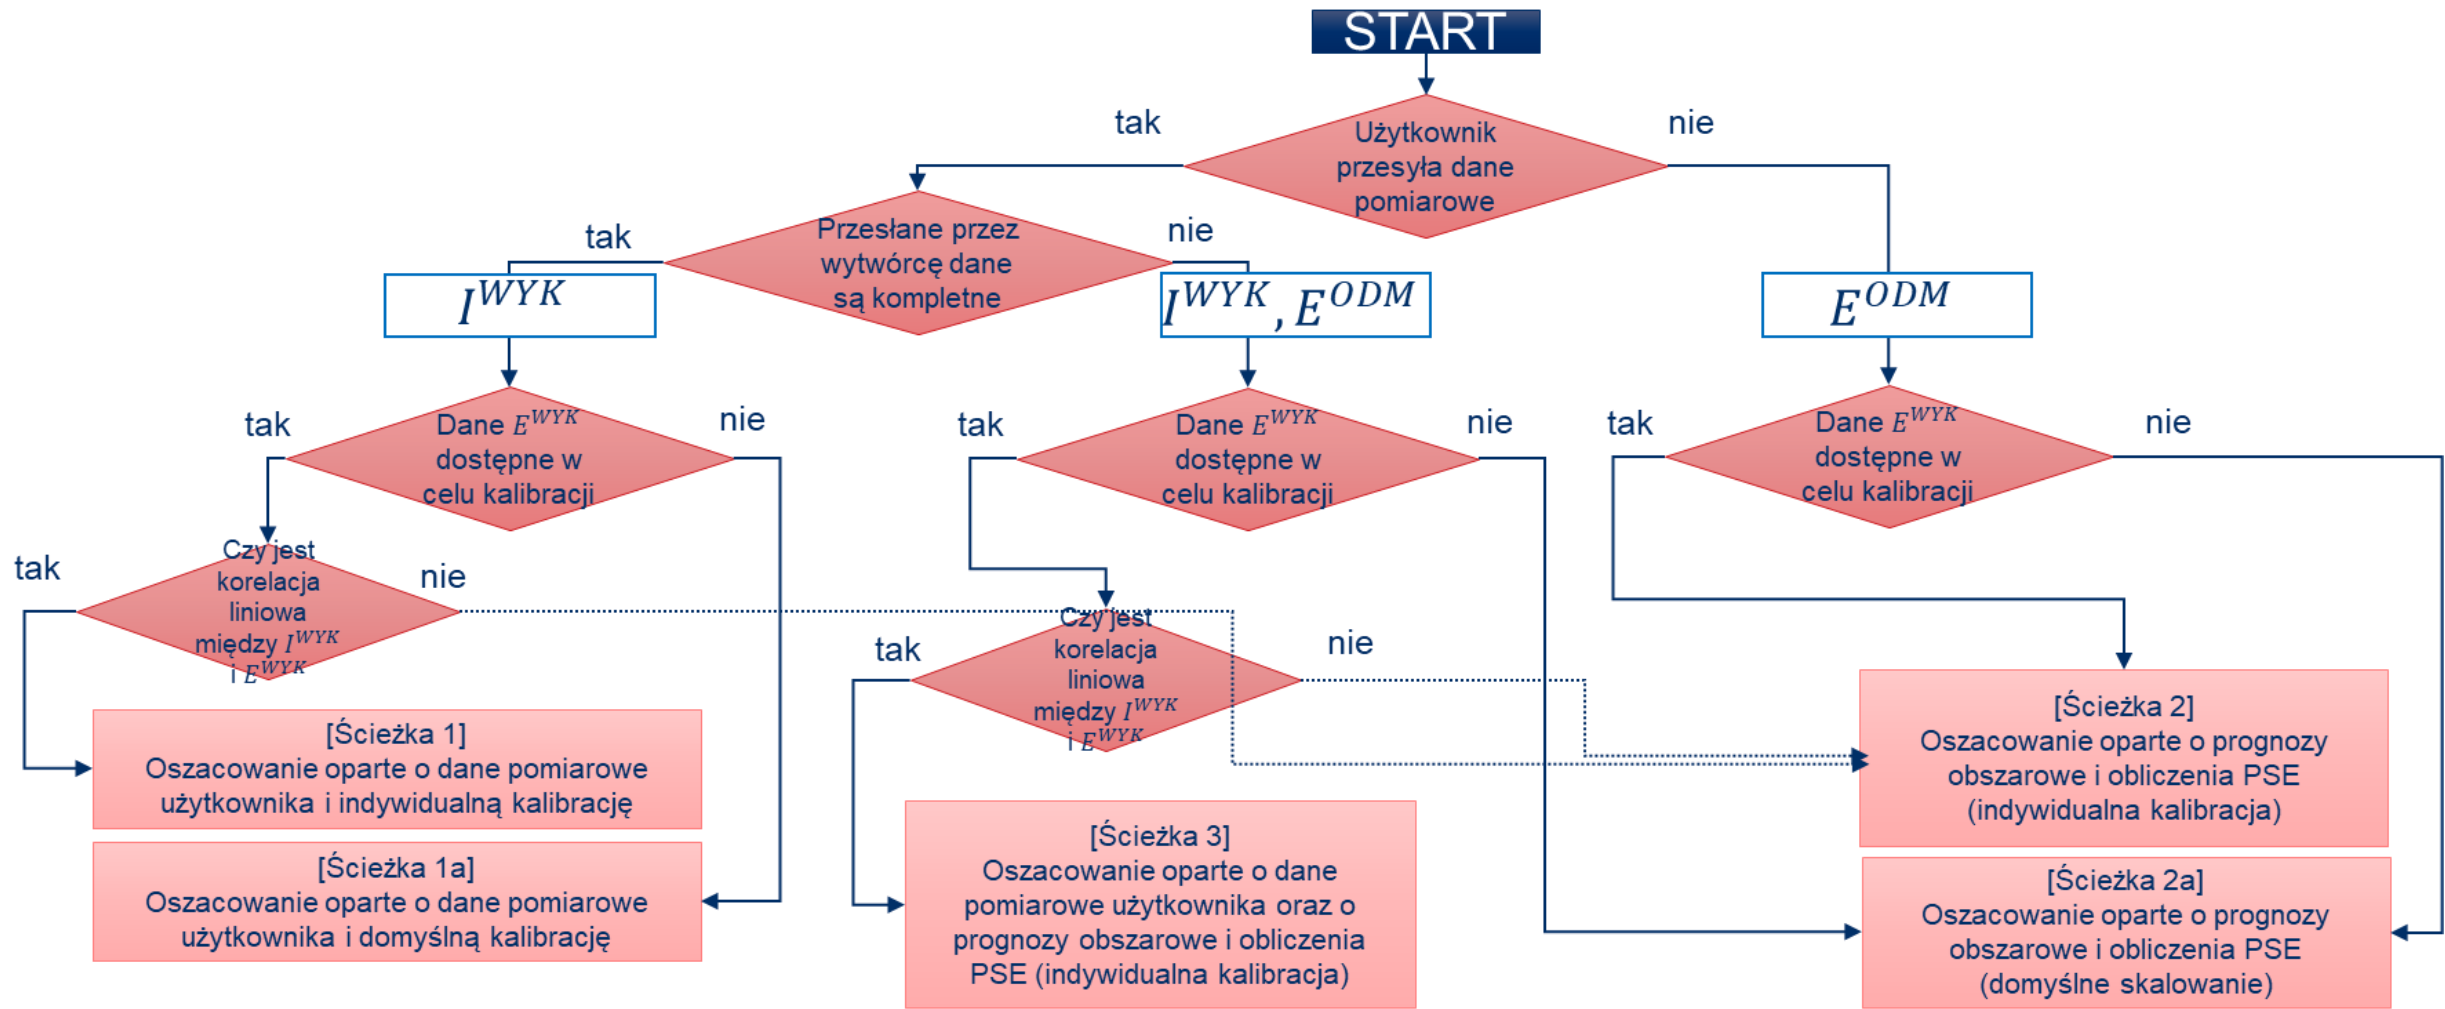 START
tak
nie
Użytkownik
przesyła dane
pomiarowe
tak
nie
Przesłane przez
wytwórcę dane
są kompletne
I^WYK
I^WYK, E^ODM
E^ODM
tak
nie
Dane E^WYK
dostępne w
celu kalibracji
tak
nie
Dane E^WYK
dostępne w
celu kalibracji
tak
nie
Dane E^WYK
dostępne w
celu kalibracji
tak
nie
Czy jest
korelacja
liniowa
między I^WYK
i E^WYK
tak
nie
Czy jest
korelacja
liniowa
między I^WYK
i E^WYK
[Ścieżka 1]
Oszacowanie oparte o dane pomiarowe
użytkownika i indywidualną kalibrację
[Ścieżka 1a]
Oszacowanie oparte o dane pomiarowe
użytkownika i domyślną kalibrację
[Ścieżka 3]
Oszacowanie oparte o dane
pomiarowe użytkownika oraz o
prognozy obszarowe i obliczenia
PSE (indywidualna kalibracja)
[Ścieżka 2]
Oszacowanie oparte o prognozy
obszarowe i obliczenia PSE
(indywidualna kalibracja)
[Ścieżka 2a]
Oszacowanie oparte o prognozy
obszarowe i obliczenia PSE
(domyślne skalowanie)